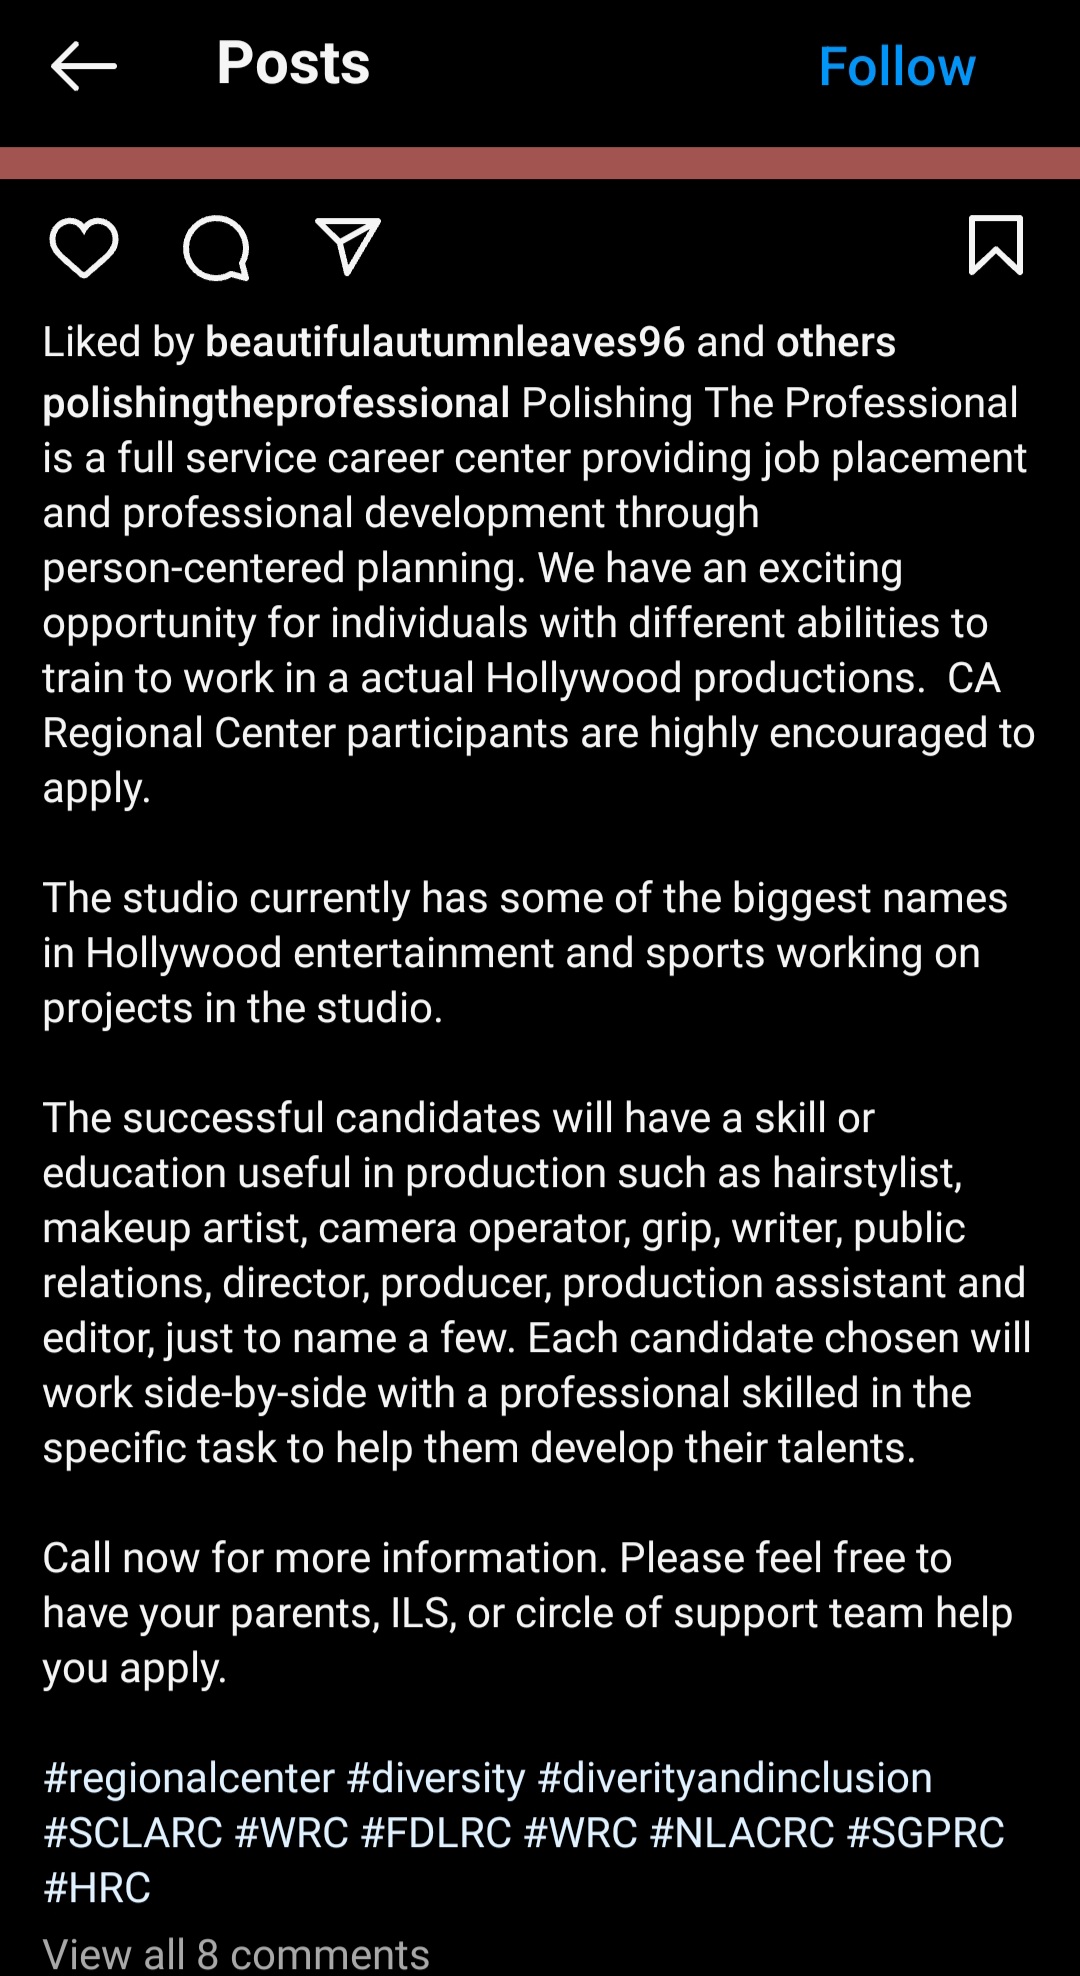 Posts
Follow
Liked by beautifulautumnleaves96 and others
polishingtheprofessional Polishing The Professional
is a full service career center providing job placement
and professional development through
person-centered planning. We have an exciting
opportunity for individuals with different abilities to
train to work in a actual Hollywood productions.  CA
Regional Center participants are highly encouraged to
apply.
The studio currently has some of the biggest names
in Hollywood entertainment and sports working on
projects in the studio.
The successful candidates will have a skill or
education useful in production such as hairstylist,
makeup artist, camera operator, grip, writer, public
relations, director, producer, production assistant and
editor, just to name a few. Each candidate chosen will
work side-by-side with a professional skilled in the
specific task to help them develop their talents.
Call now for more information. Please feel free to
have your parents, ILS, or circle of support team help
you apply.
#regionalcenter #diversity #diverityandinclusion
#SCLARC #WRC #FDLRC #WRC #NLACRC #SGPRC
#HRC
View all 8 comments